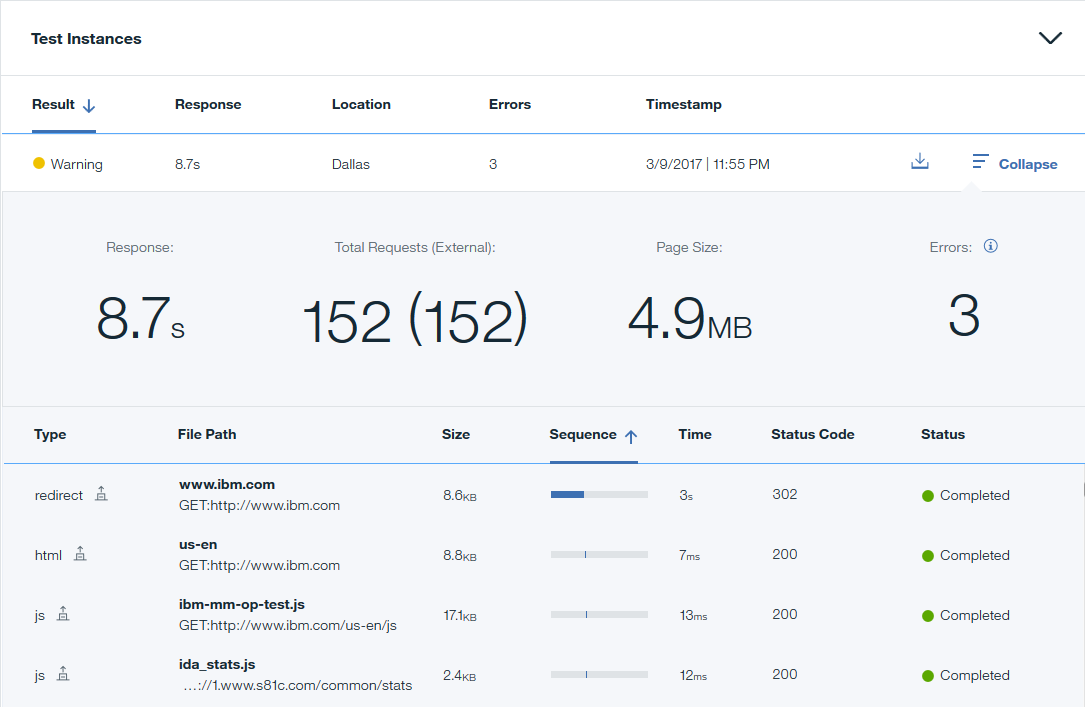 Test Instances
Result Response Location Errors Timestamp
Warning 8.7s Dallas 3 3/9/2017 | 11:55 PM Collapse
Response: Total Requests (External): Page Size: Errors:
8.7s 152 (152) 4.9MB 3
Type File Path Size Sequence Time Status Code Status
www.ibm.com
redirect 8.6KB 3s 302 Completed
GET:http://www.ibm.com
us-en
html 8.8KB 7ms 200 Completed
GET:http://www.ibm.com
ibm-mm-op-test.js
js 17.1KB 13ms 200 Completed
GET:http://www.ibm.com/us-en/js
ida_stats.js
js 2.4KB 12ms 200 Completed
...://1.www.s81c.com/common/stats